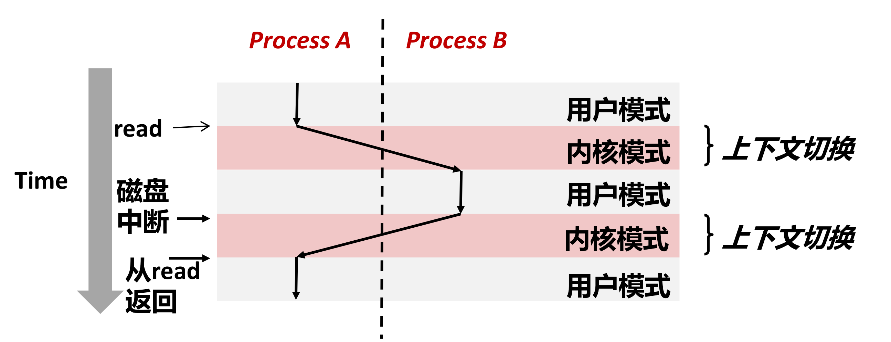 Process A
Process B
用户模式
read
内核模式
上下文切换
Time
用户模式
磁盘
中断
内核模式
上下文切换
从read
返回
用户模式